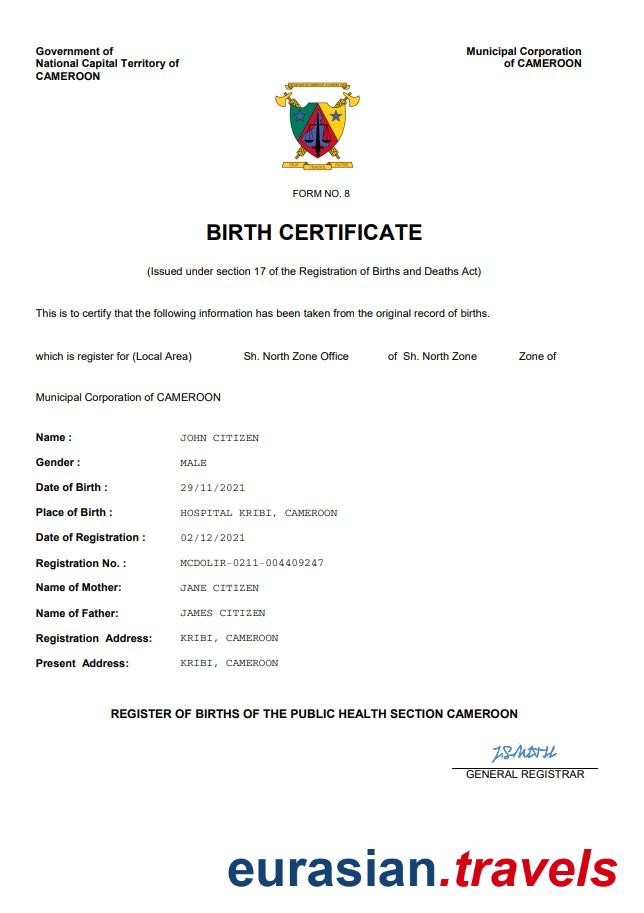 Government of
National Capital Territory of
CAMEROON
Municipal Corporation
of CAMEROON
FORM NO. 8
BIRTH CERTIFICATE
(Issued under section 17 of the Registration of Births and Deaths Act)
This is to certify that the following information has been taken from the original record of births.
which is register for (Local Area) Sh. North Zone Office of Sh. North Zone Zone of
Municipal Corporation of CAMEROON
Name : JOHN CITIZEN
Gender : MALE
Date of Birth : 29/11/2021
Place of Birth : HOSPITAL KRIBI, CAMEROON
Date of Registration : 02/12/2021
Registration No. : MCDOLIR-0211-004409247
Name of Mother: JANE CITIZEN
Name of Father: JAMES CITIZEN
Registration Address: KRIBI, CAMEROON
Present Address: KRIBI, CAMEROON
REGISTER OF BIRTHS OF THE PUBLIC HEALTH SECTION CAMEROON
GENERAL REGISTRAR
eurasian.travels